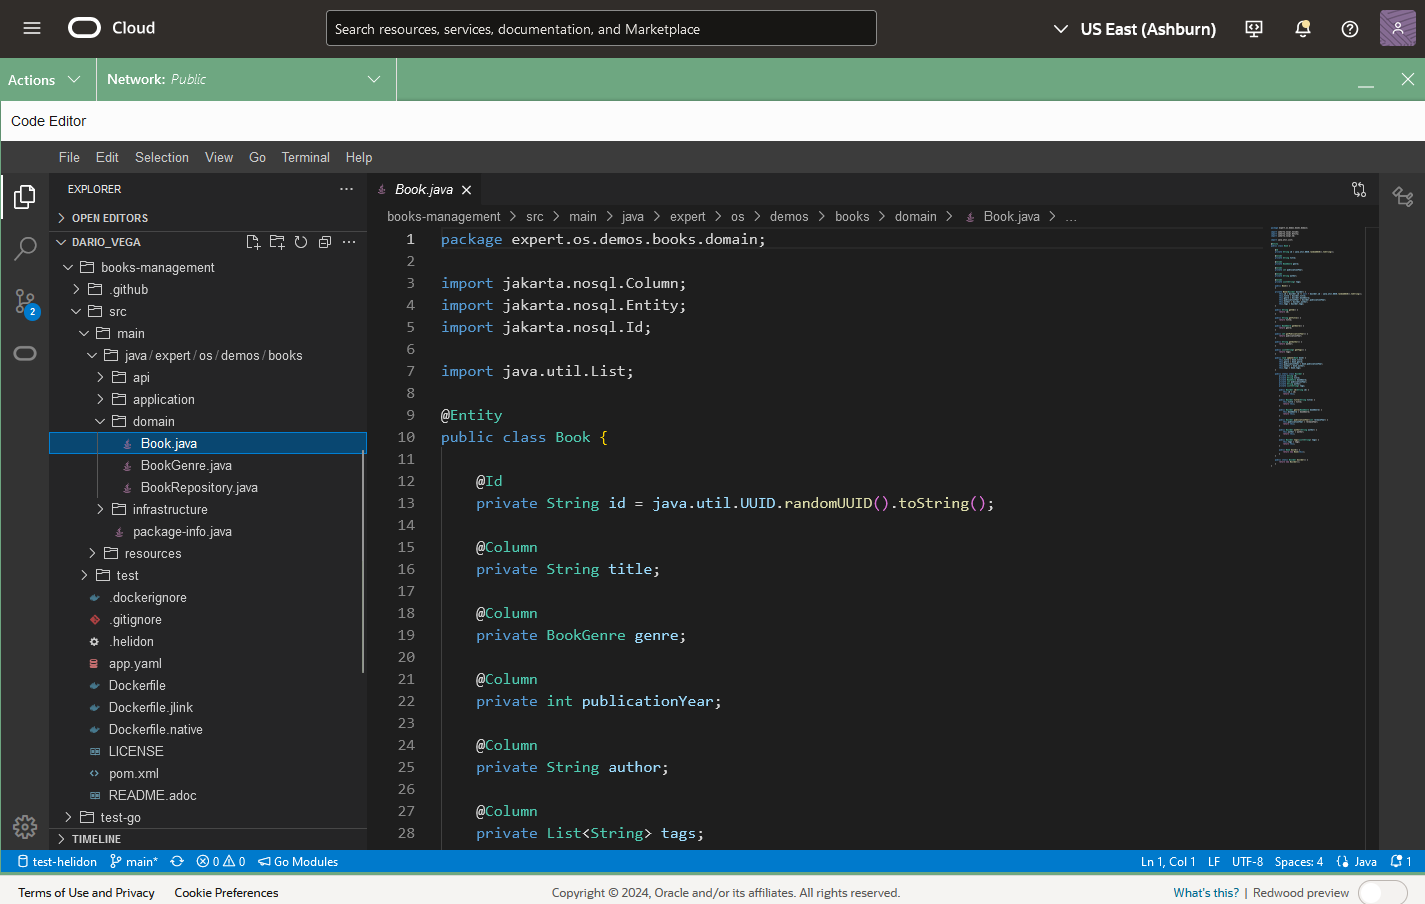 Cloud
Search resources, services, documentation, and Marketplace
US East (Ashburn)
Actions
Network: Public
Code Editor
File Edit Selection View Go Terminal Help
EXPLORER
OPEN EDITORS
DARIO_VEGA
books-management
.github
src
main
java/expert/os/demos/books
api
application
domain
Book.java
BookGenre.java
BookRepository.java
infrastructure
package-info.java
resources
test
.dockerignore
.gitignore
.helidon
app.yaml
Dockerfile
Dockerfile.jlink
Dockerfile.native
LICENSE
pom.xml
README.adoc
test-go
TIMELINE
2
Book.java
books-management > src > main > java > expert > os > demos > books > domain > Book.java > ...
1 package expert.os.demos.books.domain;
2
3 import jakarta.nosql.Column;
4 import jakarta.nosql.Entity;
5 import jakarta.nosql.Id;
6
7 import java.util.List;
8
9 @Entity
10 public class Book {
11
12 @Id
13 private String id = java.util.UUID.randomUUID().toString();
14
15 @Column
16 private String title;
17
18 @Column
19 private BookGenre genre;
20
21 @Column
22 private int publicationYear;
23
24 @Column
25 private String author;
26
27 @Column
28 private List<String> tags;
test-helidon main* 0 0 Go Modules
Ln 1, Col 1 LF UTF-8 Spaces: 4 Java 1
Terms of Use and Privacy Cookie Preferences
Copyright © 2024, Oracle and/or its affiliates. All rights reserved.
What's this? | Redwood preview